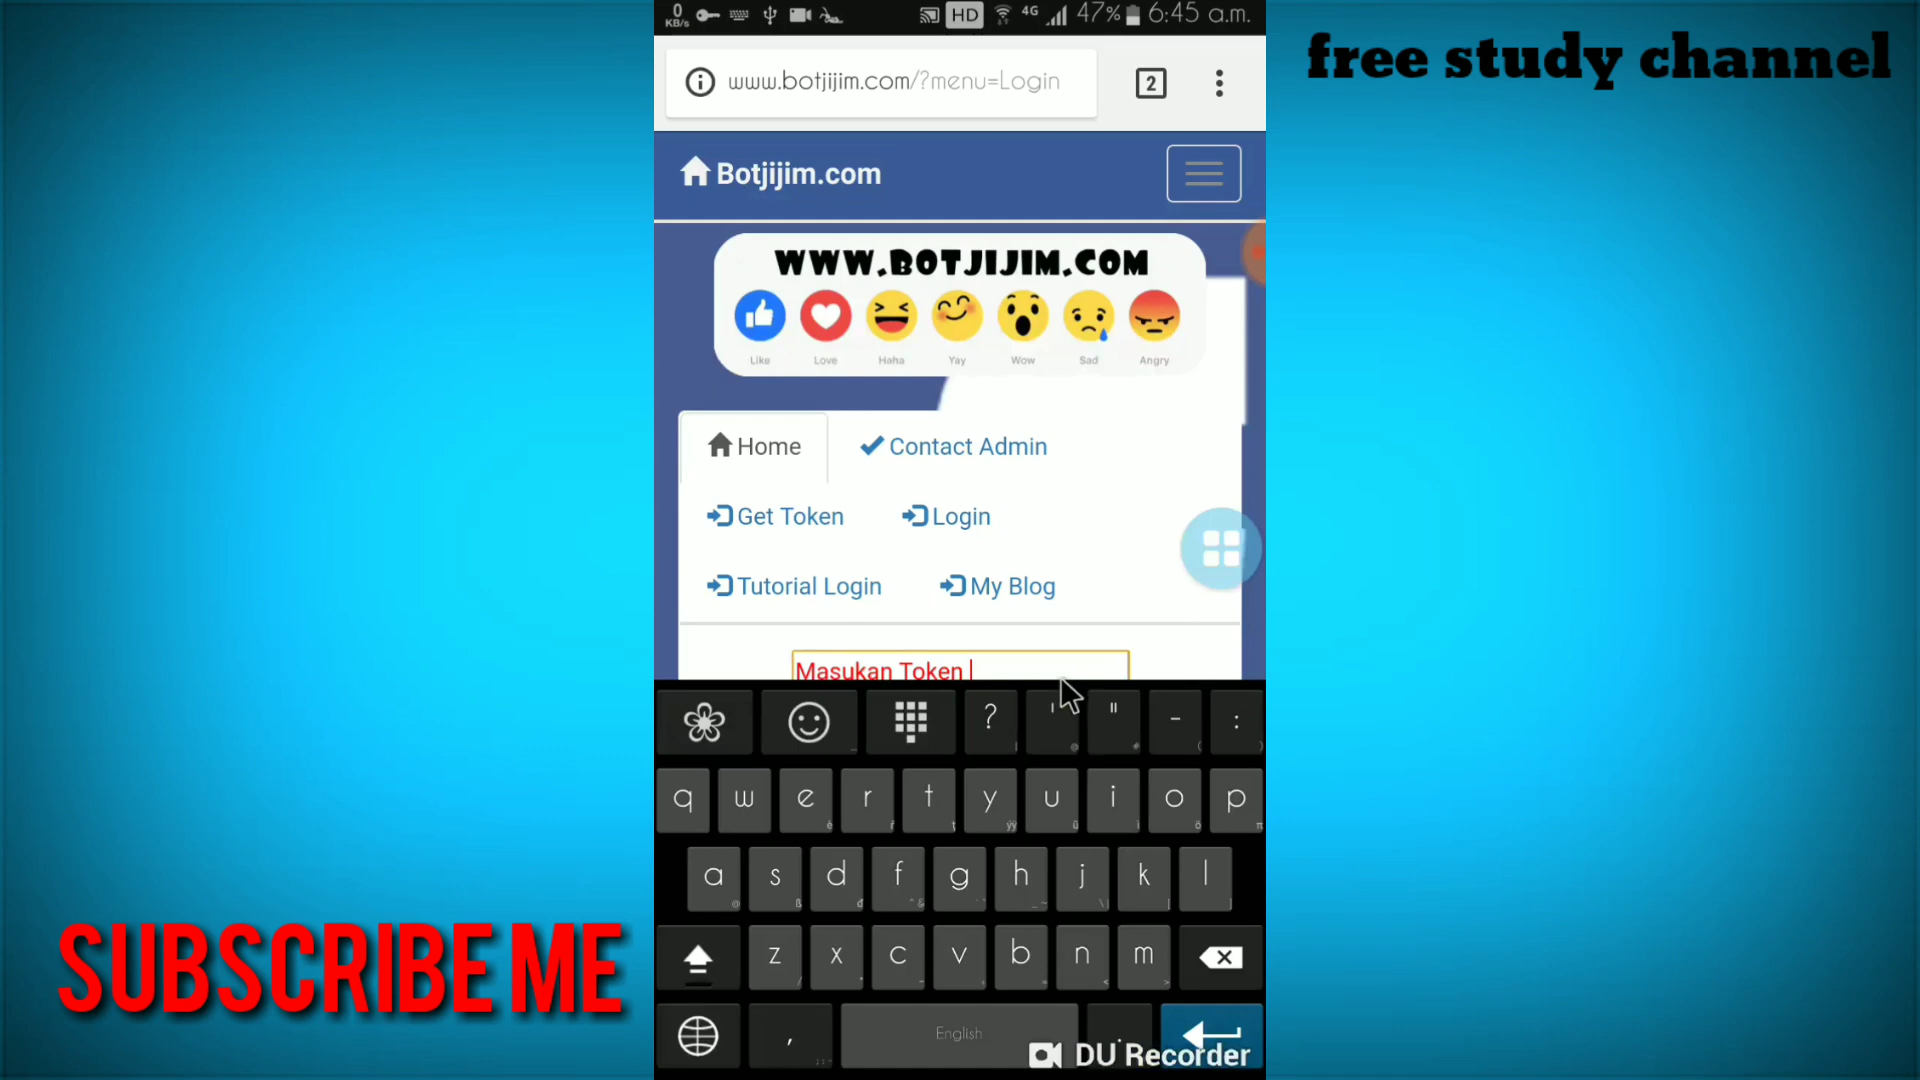 0
KB/s
HD
4G
47%
6:45 a.m.
free study channel
www.botjijim.com/?menu=Login
2
Botjijim.com
WWW.BOTJIJIM.COM
Like Love Haha Yay Wow Sad Angry
Home
Contact Admin
Get Token
Login
Tutorial Login
My Blog
Masukan Token
? ' " - :
q w e r t y u i o p
a s d f g h j k l
z x c v b n m
, English .
DU Recorder
SUBSCRIBE ME